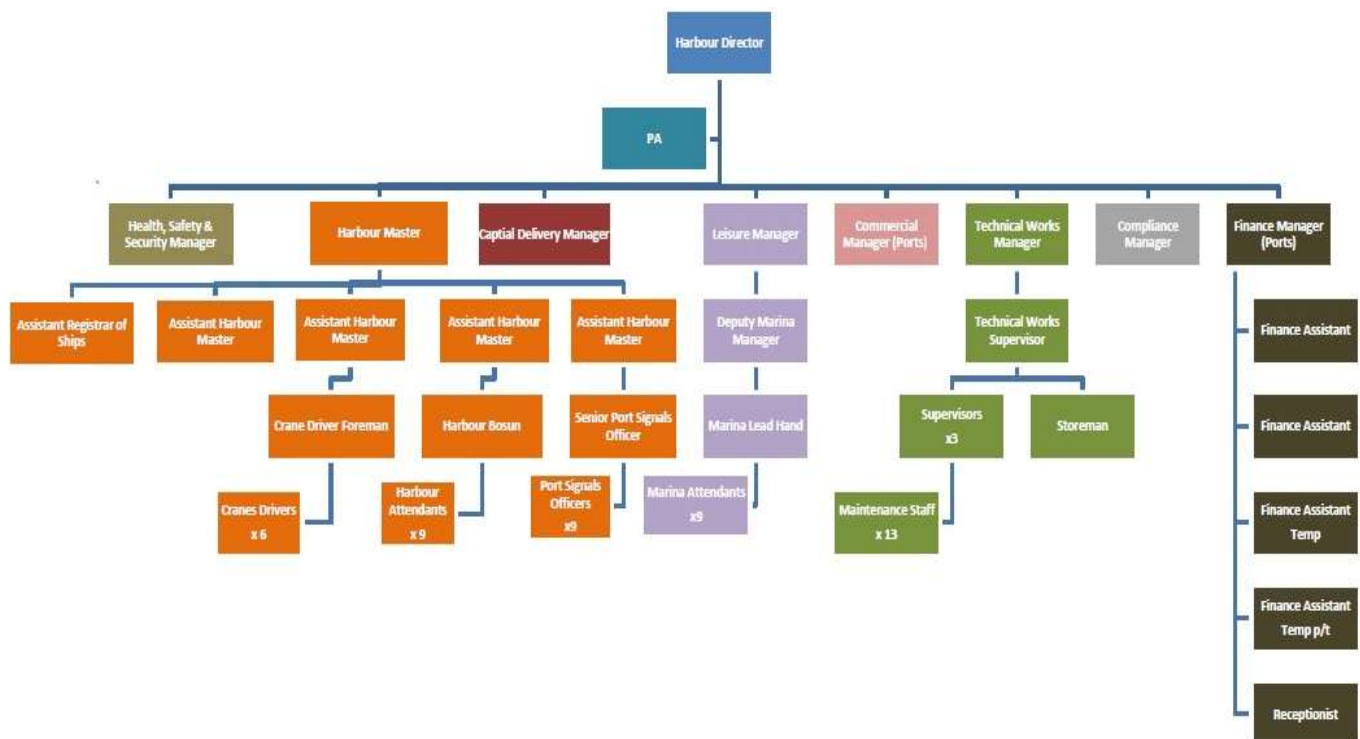 Harbour Director
PA
Health, Safety &
Security Manager
Harbour Master
Captial Delivery Manager
Leisure Manager
Commercial
Manager (Ports)
Technical Works
Manager
Compliance
Manager
Finance Manager
(Ports)
Assistant Registrar of
Ships
Assistant Harbour
Master
Assistant Harbour
Master
Assistant Harbour
Master
Assistant Harbour
Master
Deputy Marina
Manager
Technical Works
Supervisor
Finance Assistant
Crane Driver Foreman
Harbour Bosun
Senior Port Signals
Officer
Marina Lead Hand
Supervisors
x3
Storeman
Finance Assistant
Cranes Drivers
x 6
Harbour
Attendants
x 9
Port Signals
Officers
x9
Marina Attendants
x9
Maintenance Staff
x 13
Finance Assistant
Temp
Finance Assistant
Temp p/t
Receptionist